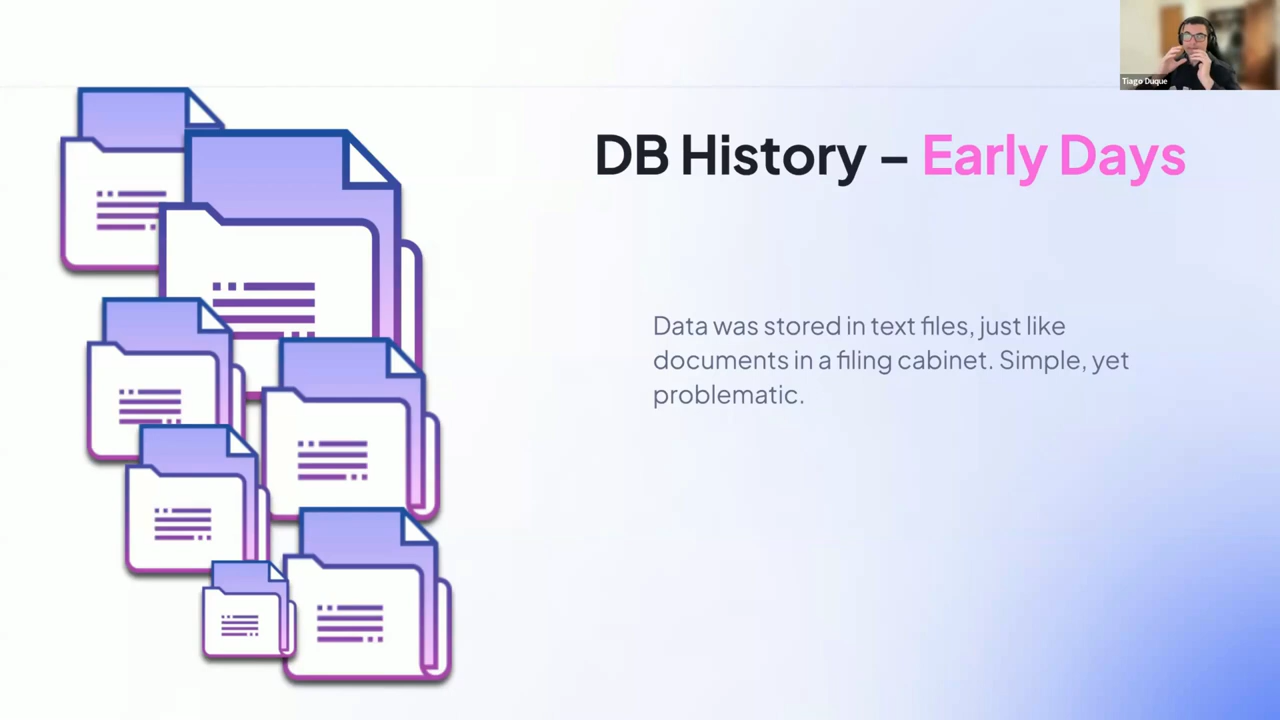 Tiago Duque
DB History – Early Days
Data was stored in text files, just like
documents in a filing cabinet. Simple, yet
problematic.